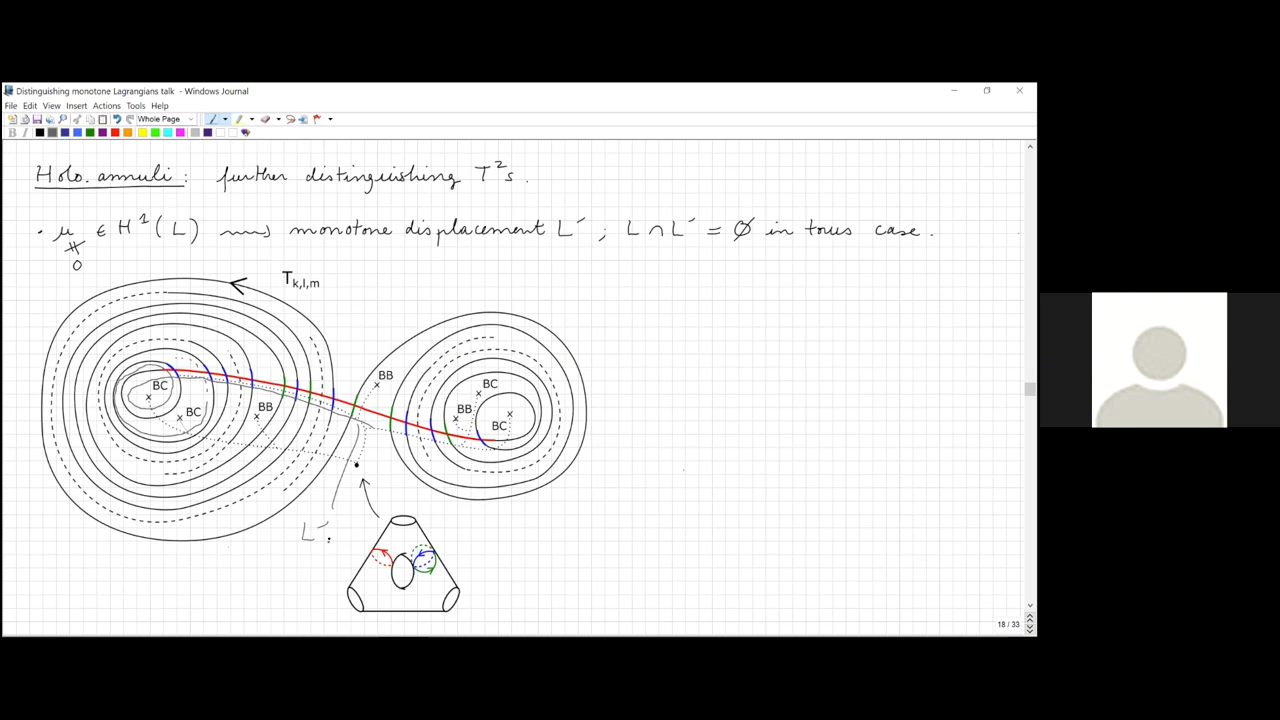 Distinguishing monotone Lagrangians talk - Windows Journal
File Edit View Insert Actions Tools Help
Whole Page
B I
Holo. annuli: further distinguishing T²s.
· μ ∈ H¹(L) ⇝ monotone displacement L′; L ∩ L′ = ∅ in torus case.
0
T_{k,l,m}
BC
BC
BB
BB
BC
BB
BC
L′
18 / 33